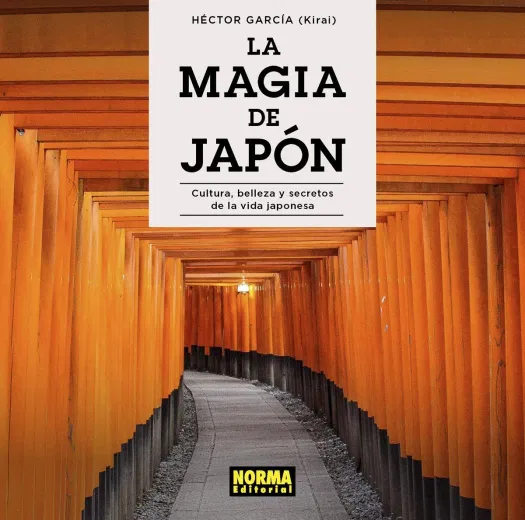 HÉCTOR GARCÍA (Kirai)
LA
MAGIA
DE
JAPÓN
Cultura, belleza y secretos
de la vida japonesa
NORMA
Editorial